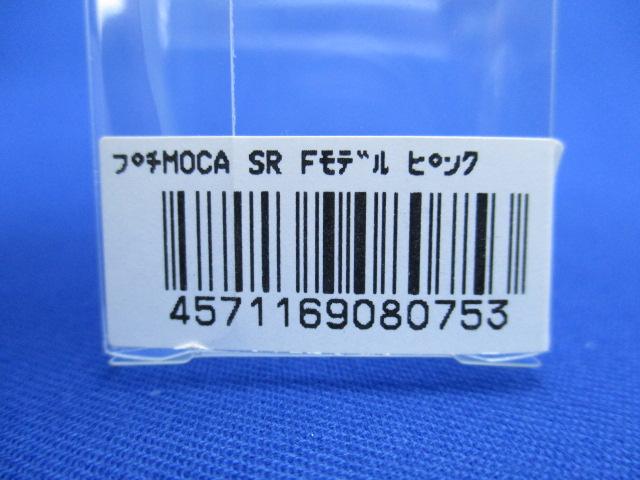 ﾌﾟﾁMOCA SR Fﾓﾃﾞﾙ ﾋﾟﾝｸ
4571169080753